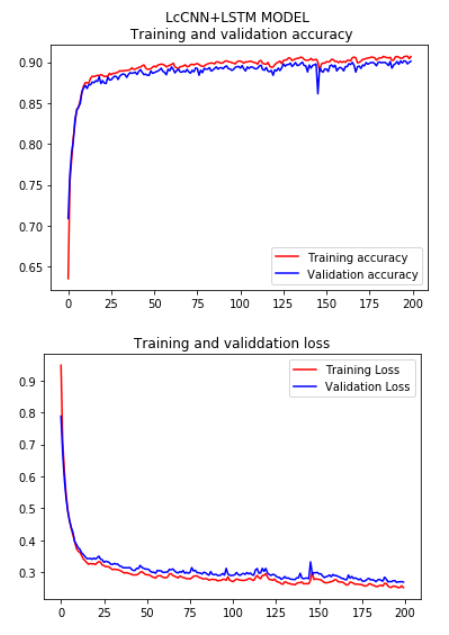 LcCNN+LSTM MODEL
Training and validation accuracy
0.90
0.85
0.80
0.75
0.70
0.65
Training accuracy
Validation accuracy
0 25 50 75 100 125 150 175 200
Training and validdation loss
0.9
0.8
0.7
0.6
0.5
0.4
0.3
Training Loss
Validation Loss
0 25 50 75 100 125 150 175 200